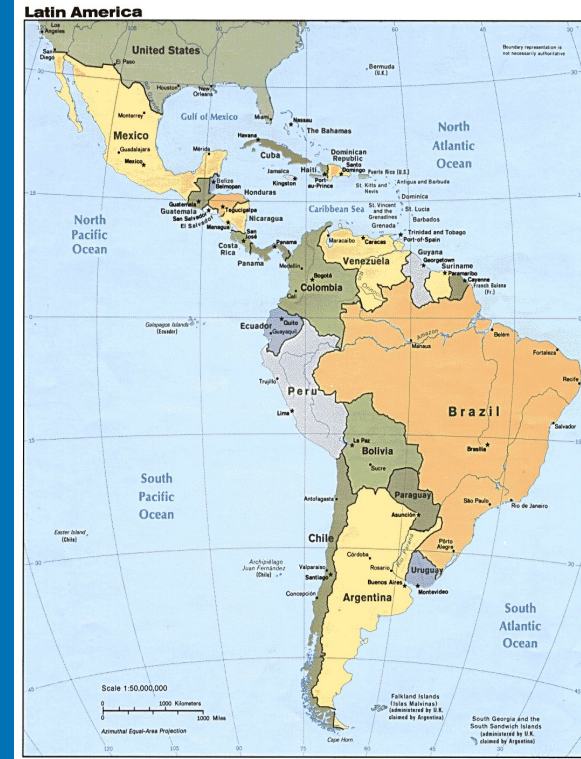 Latin America
Los Angeles
San Diego
El Paso
United States
Boundary representation is
not necessarily authoritative
Bermuda
(U.K.)
Houston
New Orleans
Monterrey
Gulf of Mexico
Miami
Nassau
The Bahamas
North
Atlantic
Ocean
Mexico
Guadalajara
Mexico
Mérida
Havana
Cuba
Jamaica
Kingston
Haiti
Port-
au-Prince
Dominican
Republic
Santo
Domingo
Puerto Rico (U.S.)
St. Kitts and
Nevis
Antigua and Barbuda
Dominica
St. Lucia
St. Vincent
and the
Grenadines
Barbados
Grenada
Trinidad and Tobago
Port-of-Spain
Belize
Belmopan
Honduras
Guatemala
Guatemala
San Salvador
El Salvador
Tegucigalpa
Nicaragua
Managua
San
José
Costa
Rica
Panama
Panama
Caribbean Sea
North
Pacific
Ocean
Maracaibo
Caracas
Venezuela
Guyana
Georgetown
Suriname
Paramaribo
Cayenne
French Guiana
(Fr.)
Medellín
Bogotá
Cali
Colombia
Galapagos Islands
(Ecuador)
Ecuador
Quito
Guayaquil
Amazon
Manaus
Belém
Fortaleza
Recife
Trujillo
Peru
Lima
Brazil
Salvador
Brasília
La Paz
Bolivia
Sucre
South
Pacific
Ocean
Paraguay
Asunción
Antofagasta
São Paulo
Rio de Janeiro
Easter Island
(Chile)
Archipiélago
Juan Fernández
(Chile)
Chile
Valparaíso
Santiago
Concepción
Córdoba
Rosario
Río Paraná
Buenos Aires
Argentina
Pôrto
Alegre
Uruguay
Montevideo
South
Atlantic
Ocean
Scale 1:50,000,000
0 1000 Kilometers
0 1000 Miles
Azimuthal Equal-Area Projection
Falkland Islands
(Islas Malvinas)
(administered by U.K.
claimed by Argentina)
South Georgia and the
South Sandwich Islands
(administered by U.K.
claimed by Argentina)
Cape Horn